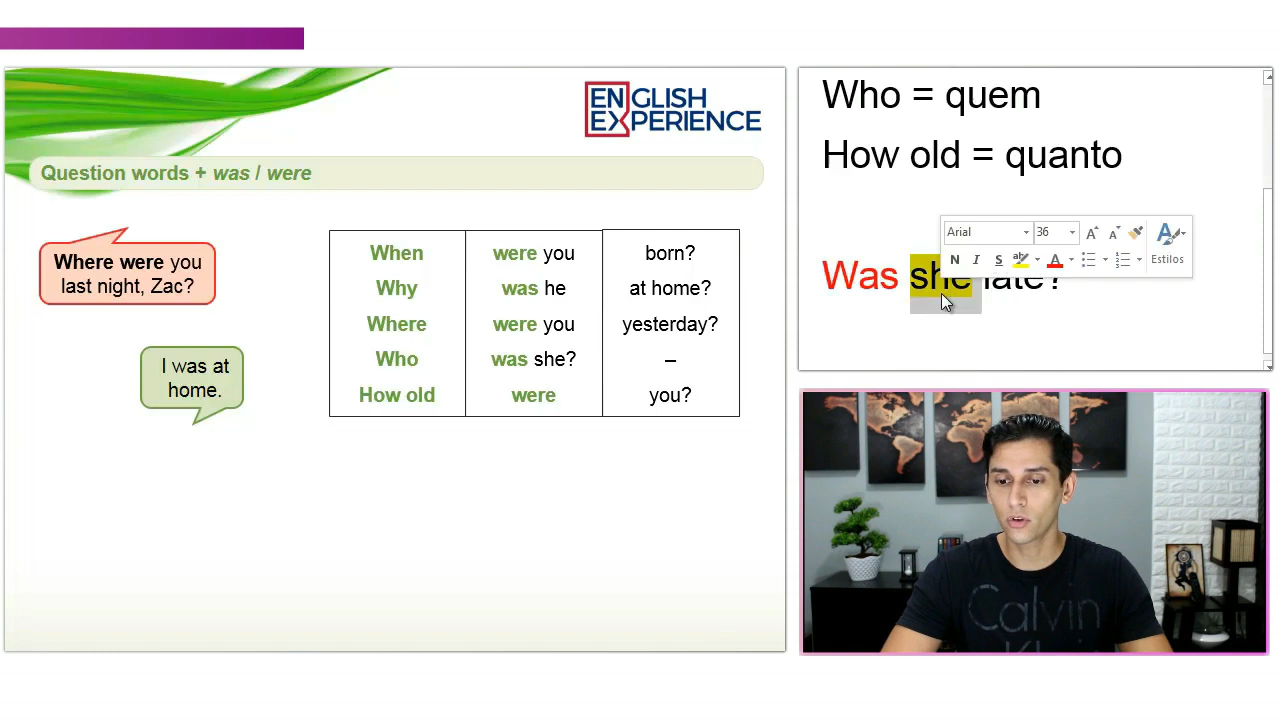 ENGLISH
EXPERIENCE
Question words + was / were
Where were you
last night, Zac?
I was at
home.
When were you born?
Why was he at home?
Where were you yesterday?
Who was she? –
How old were you?
Who = quem
How old = quanto
Arial 36
N I S Estilos
Was she late?
Calvin